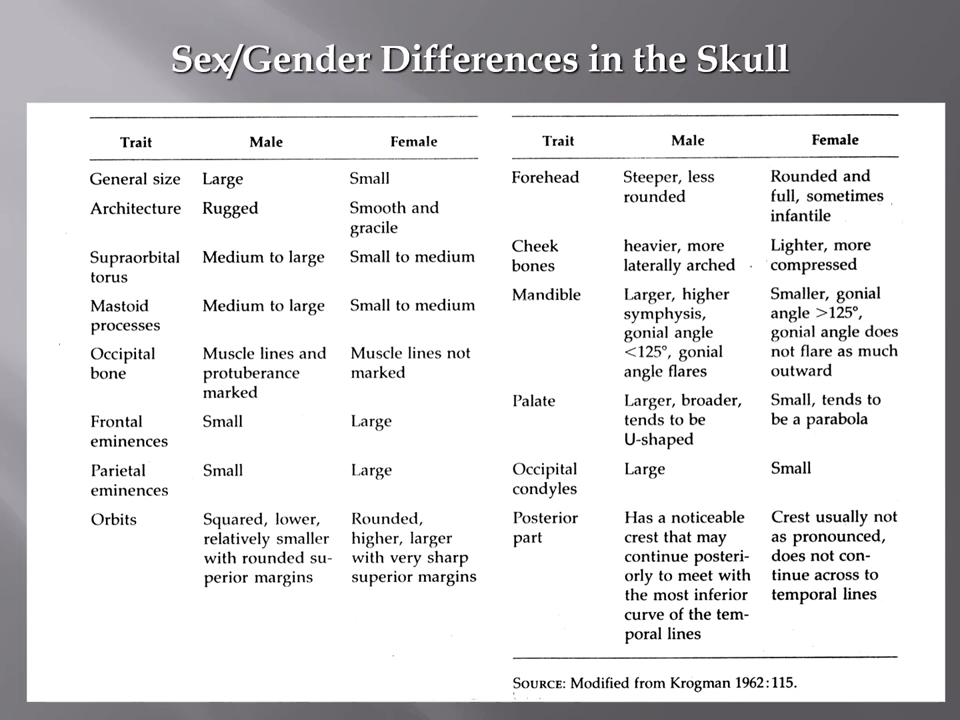 Sex/Gender Differences in the Skull
Trait Male Female
General size Large Small
Architecture Rugged Smooth and
gracile
Supraorbital Medium to large Small to medium
torus
Mastoid Medium to large Small to medium
processes
Occipital Muscle lines and Muscle lines not
bone protuberance marked
marked
Frontal Small Large
eminences
Parietal Small Large
eminences
Orbits Squared, lower, Rounded,
relatively smaller higher, larger
with rounded su- with very sharp
perior margins superior margins
Trait Male Female
Forehead Steeper, less Rounded and
rounded full, sometimes
infantile
Cheek heavier, more Lighter, more
bones laterally arched compressed
Mandible Larger, higher Smaller, gonial
symphysis, angle >125°,
gonial angle gonial angle does
<125°, gonial not flare as much
angle flares outward
Palate Larger, broader, Small, tends to
tends to be be a parabola
U-shaped
Occipital Large Small
condyles
Posterior Has a noticeable Crest usually not
part crest that may as pronounced,
continue posteri- does not con-
orly to meet with tinue across to
the most inferior temporal lines
curve of the tem-
poral lines
SOURCE: Modified from Krogman 1962:115.